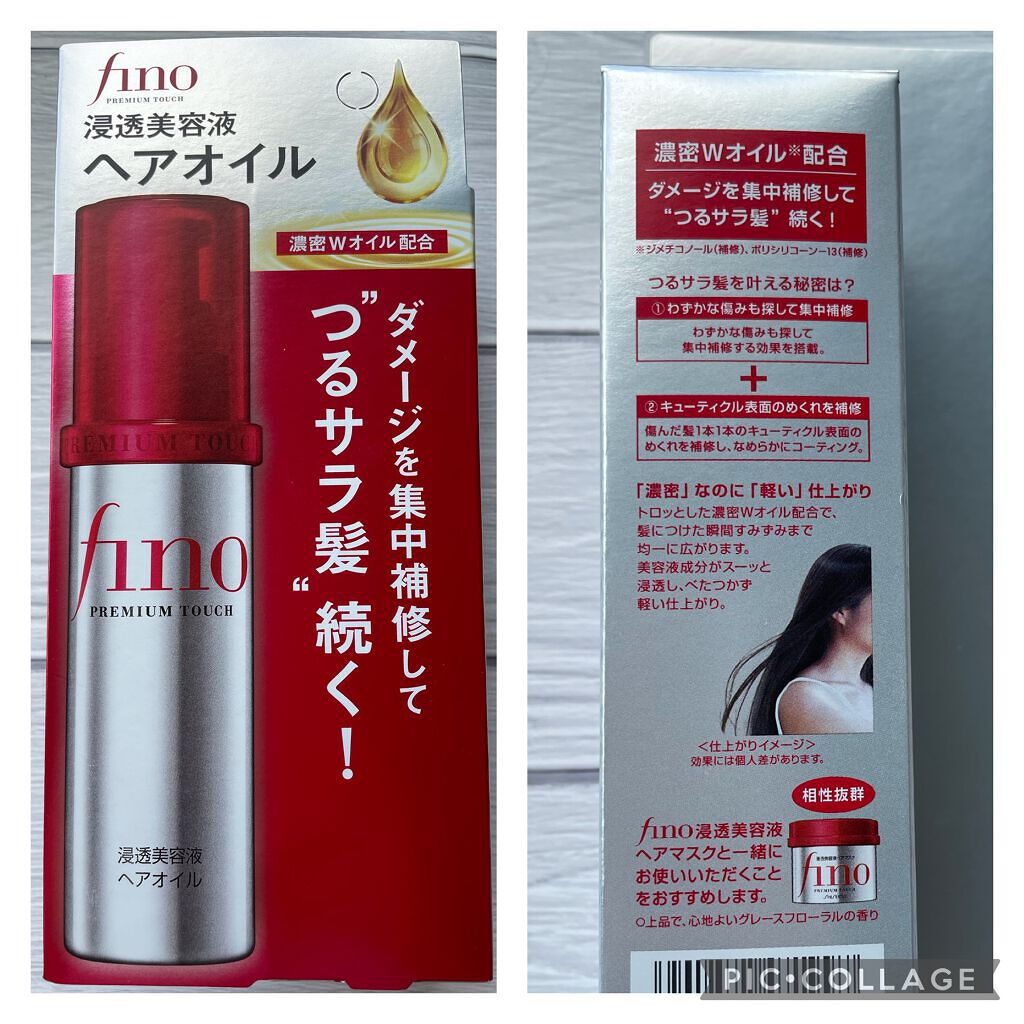 fino
PREMIUM TOUCH
浸透美容液
ヘアオイル
濃密Wオイル配合
ダメージを集中補修して
"つるサラ髪"続く!
PREMIUM TOUCH
fino
PREMIUM TOUCH
浸透美容液
ヘアオイル
濃密Wオイル※配合
ダメージを集中補修して
"つるサラ髪"続く!
※ジメチコノール(補修)、ポリシリコーン-13(補修)
つるサラ髪を叶える秘密は?
①わずかな傷みも探して集中補修
わずかな傷みも探して
集中補修する効果を搭載。
+
②キューティクル表面のめくれを補修
傷んだ髪1本1本のキューティクル表面の
めくれを補修し、なめらかにコーティング。
「濃密」なのに「軽い」仕上がり
トロッとした濃密Wオイル配合で、
髪につけた瞬間すみずみまで
均一に広がります。
美容液成分がスーッと
浸透し、べたつかず
軽い仕上がり。
<仕上がりイメージ>
効果には個人差があります。
相性抜群
fino浸透美容液
ヘアマスクと一緒に
お使いいただくこと
をおすすめします。
浸透美容液ヘアマスク
fino
PREMIUM TOUCH
○上品で、心地よいグレースフローラルの香り
PIC•COLLAGE